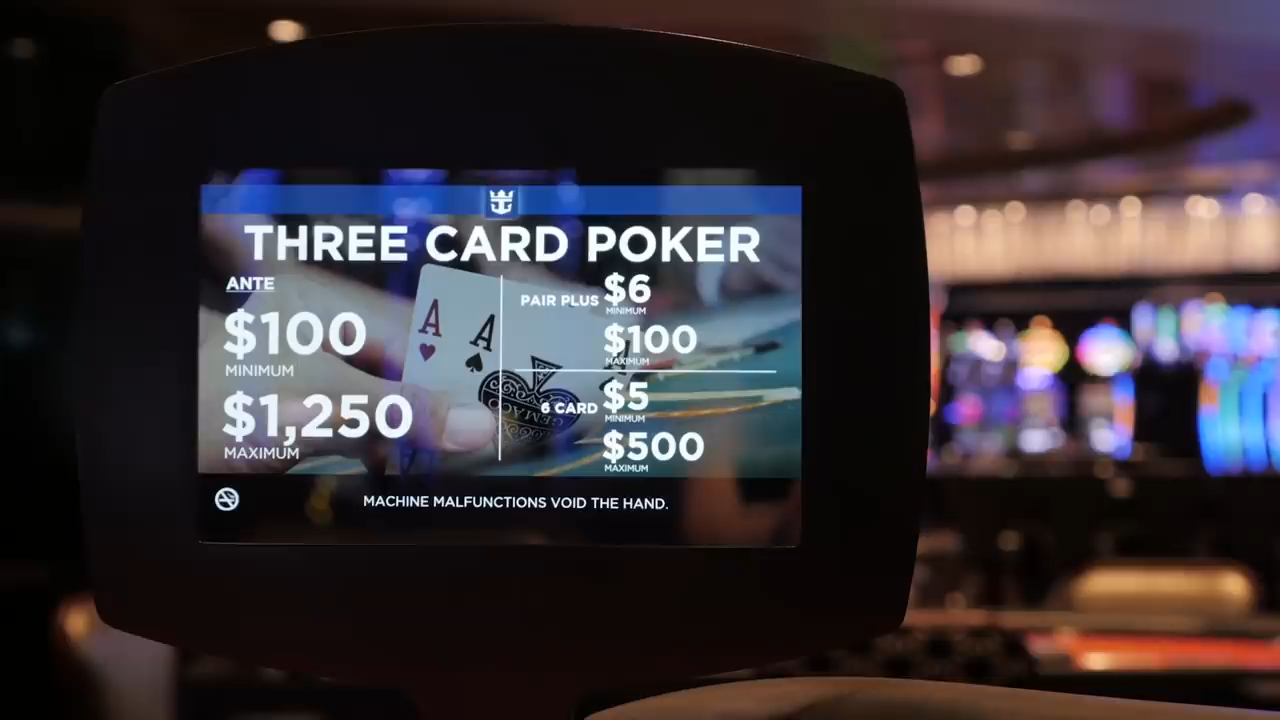 THREE CARD POKER
ANTE
$100
MINIMUM
$1,250
MAXIMUM
PAIR PLUS $6
MINIMUM
$100
MAXIMUM
6 CARD $5
MINIMUM
$500
MAXIMUM
A
A
MACHINE MALFUNCTIONS VOID THE HAND.